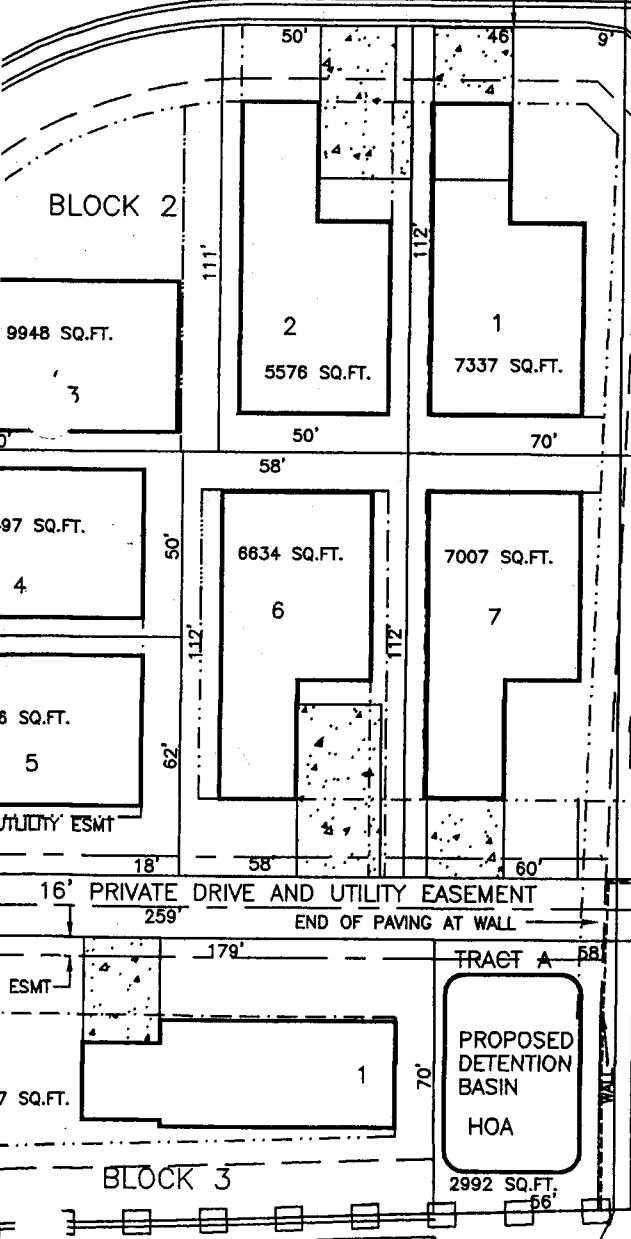 50'
46'
9'
BLOCK 2
111'
112'
9948 SQ.FT.
3
2
5576 SQ.FT.
1
7337 SQ.FT.
0'
50'
70'
58'
97 SQ.FT.
4
50'
6634 SQ.FT.
6
7007 SQ.FT.
7
112'
112'
6 SQ.FT.
5
62'
UTLILITY ESMT
18'
58'
60'
16' PRIVATE DRIVE AND UTILITY EASEMENT
259'
END OF PAVING AT WALL
179'
TRACT A
58'
ESMT
PROPOSED
DETENTION
BASIN
HOA
1
70'
7 SQ.FT.
WALL
BLOCK 3
2992 SQ.FT.
56'